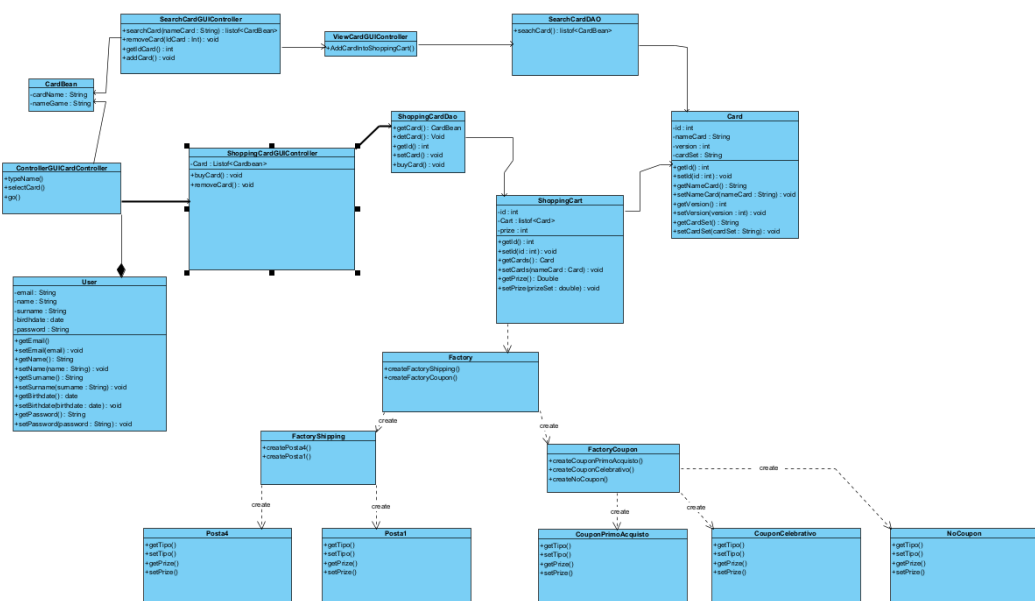 SearchCardGUIController
+searchCard(nameCard : String) : listof<CardBean>
+removeCard(idCard : Int) : void
+getIdCard() : int
+addCard() : void
ViewCardGUIController
+AddCardIntoShoppingCart()
SearchCardDAO
+seachCard() : listof<CardBean>
CardBean
-cardName : String
-nameGame : String
ControllerGUICardController
+typeName()
+selectCard()
+go()
ShoppingCardGUIController
-Card : Listof<Cardbean>
+buyCard() : void
+removeCard() : void
ShoppingCardDao
+getCard() : CardBean
+detCard() : Void
+getId() : int
+setCard() : void
+buyCard() : void
Card
-id : int
-nameCard : String
-version : int
-cardSet : String
+getId() : int
+setId(id : int) : void
+getNameCard() : String
+setNameCard(nameCard : String) : void
+getVersion() : int
+setVersion(version : int) : void
+getCardSet() : String
+setCardSet(cardSet : String) : void
ShoppingCart
-id : int
-Cart : listof<Card>
-prize : int
+getId() : int
+setId(id : int) : void
+getCards() : Card
+setCards(nameCard : Card) : void
+getPrize() : Double
+setPrize(prizeSet : double) : void
User
-email : String
-name : String
-surname : String
-birdhdate : date
-password : String
+getEmail()
+setEmail(email) : void
+getName() : String
+setName(name : String) : void
+getSurname() : String
+setSurname(surname : String) : void
+getBirthdate() : date
+setBirthdate(birthdate : date) : void
+getPassword() : String
+setPassword(password : String) : void
Factory
+createFactoryShipping()
+createFactoryCoupon()
create
create
FactoryShipping
+createPosta4()
+createPosta1()
FactoryCoupon
+createCouponPrimoAcquisto()
+createCouponCelebrativo()
+createNoCoupon()
create
create
create
create
create
Posta4
+getTipo()
+setTipo()
+getPrize()
+setPrize()
Posta1
+getTipo()
+setTipo()
+getPrize()
+setPrize()
CouponPrimoAcquisto
+getTipo()
+setTipo()
+getPrize()
+setPrize()
CouponCelebrativo
+getTipo()
+setTipo()
+getPrize()
+setPrize()
NoCoupon
+getTipo()
+setTipo()
+getPrize()
+setPrize()